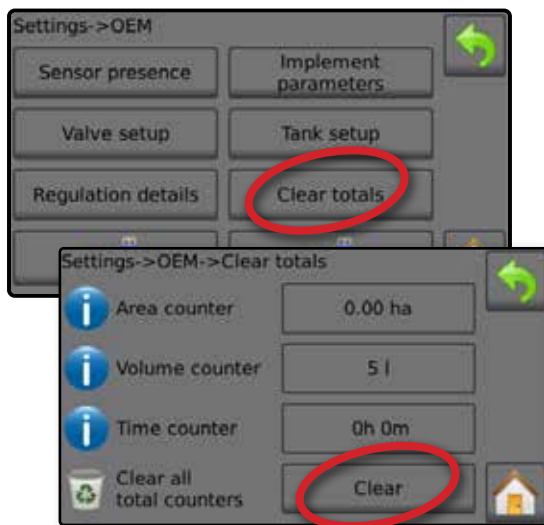 Settings->OEM
Sensor presence
Implement
parameters
Valve setup
Tank setup
Regulation details
Clear totals
Settings->OEM->Clear totals
Area counter
0.00 ha
Volume counter
5 l
Time counter
0h 0m
Clear all
total counters
Clear